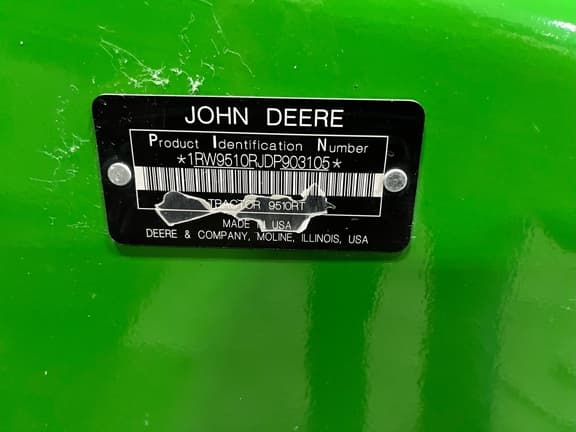 JOHN DEERE
Product Identification Number
*1RW9510RJDP903105*
TRACTOR 9510RT
MADE IN USA
DEERE & COMPANY, MOLINE, ILLINOIS, USA